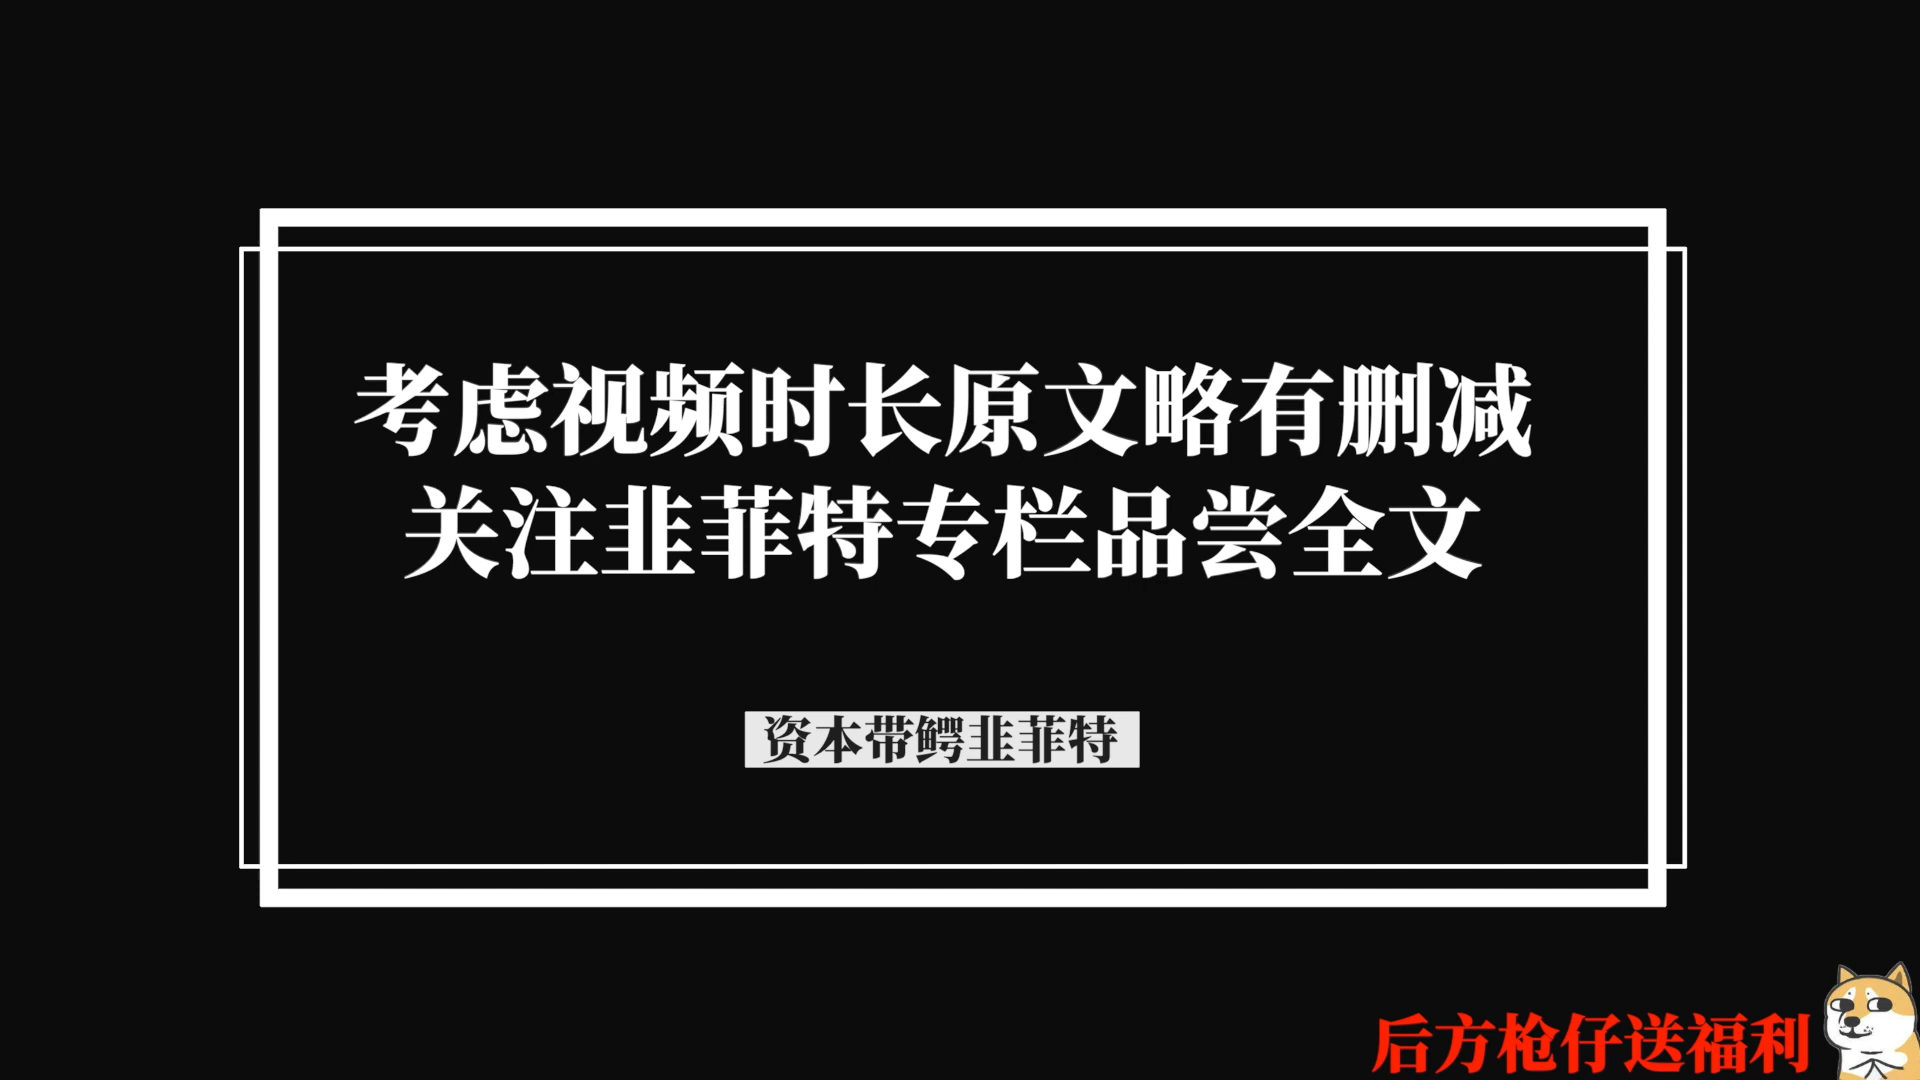 考虑视频时长原文略有删减
关注韭菲特专栏品尝全文
资本带鳄韭菲特
后方枪仔送福利